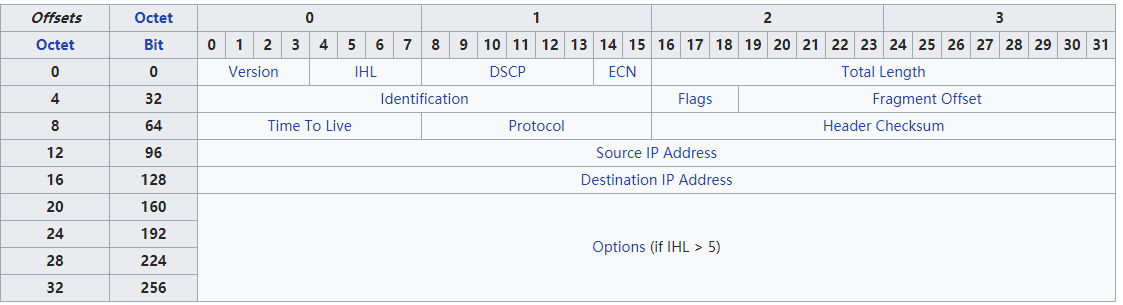 Offsets Octet 0 1 2 3
Octet Bit 0 1 2 3 4 5 6 7 8 9 10 11 12 13 14 15 16 17 18 19 20 21 22 23 24 25 26 27 28 29 30 31
0 0 Version IHL DSCP ECN Total Length
4 32 Identification Flags Fragment Offset
8 64 Time To Live Protocol Header Checksum
12 96 Source IP Address
16 128 Destination IP Address
20 160
24 192
Options (if IHL > 5)
28 224
32 256